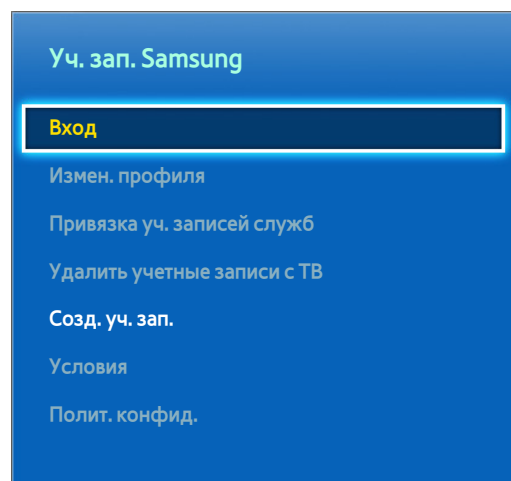 Уч. зап. Samsung
Вход
Измен. профиля
Привязка уч. записей служб
Удалить учетные записи с ТВ
Созд. уч. зап.
Условия
Полит. конфид.